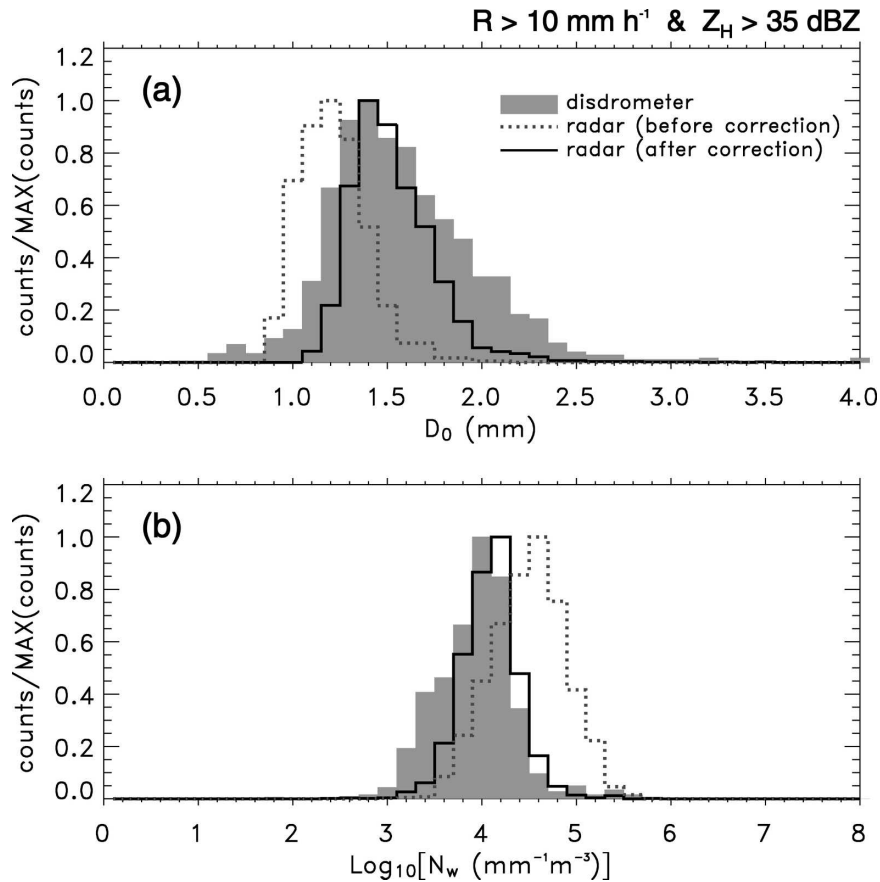 R > 10 mm h⁻¹ & Z_H > 35 dBZ
(a)
disdrometer
radar (before correction)
radar (after correction)
counts/MAX(counts)
1.2
1.0
0.8
0.6
0.4
0.2
0.0
0.0 1.0 1.5 2.0 2.5 3.0 4.0
D₀ (mm)
(b)
counts/MAX(counts)
1.2
1.0
0.8
0.6
0.4
0.2
0.0
0 1 2 3 4 5 6 7 8
Log₁₀[N_w (mm⁻¹m⁻³)]